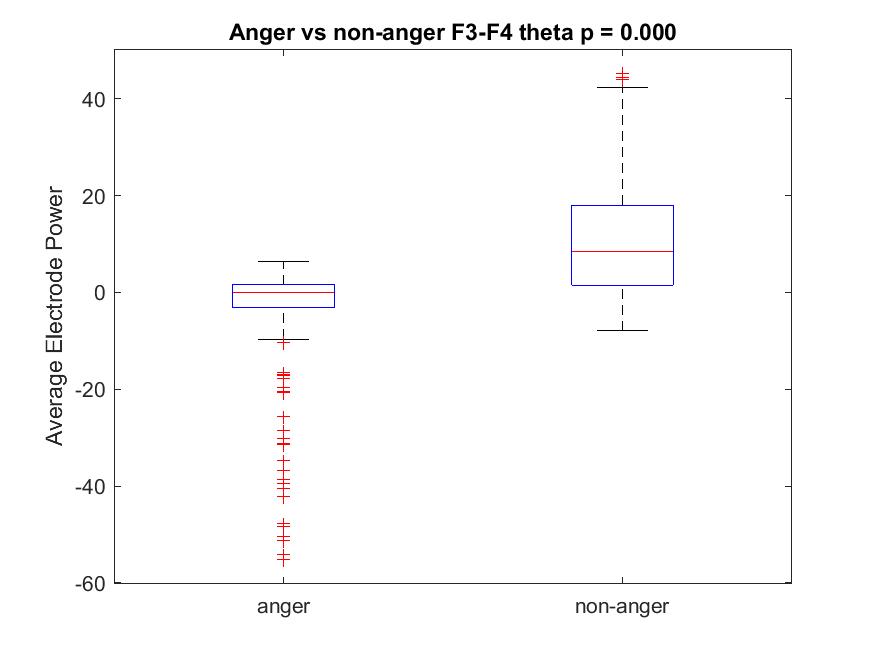 Anger vs non-anger F3-F4 theta p = 0.000
Average Electrode Power
40
20
0
-20
-40
-60
anger
non-anger